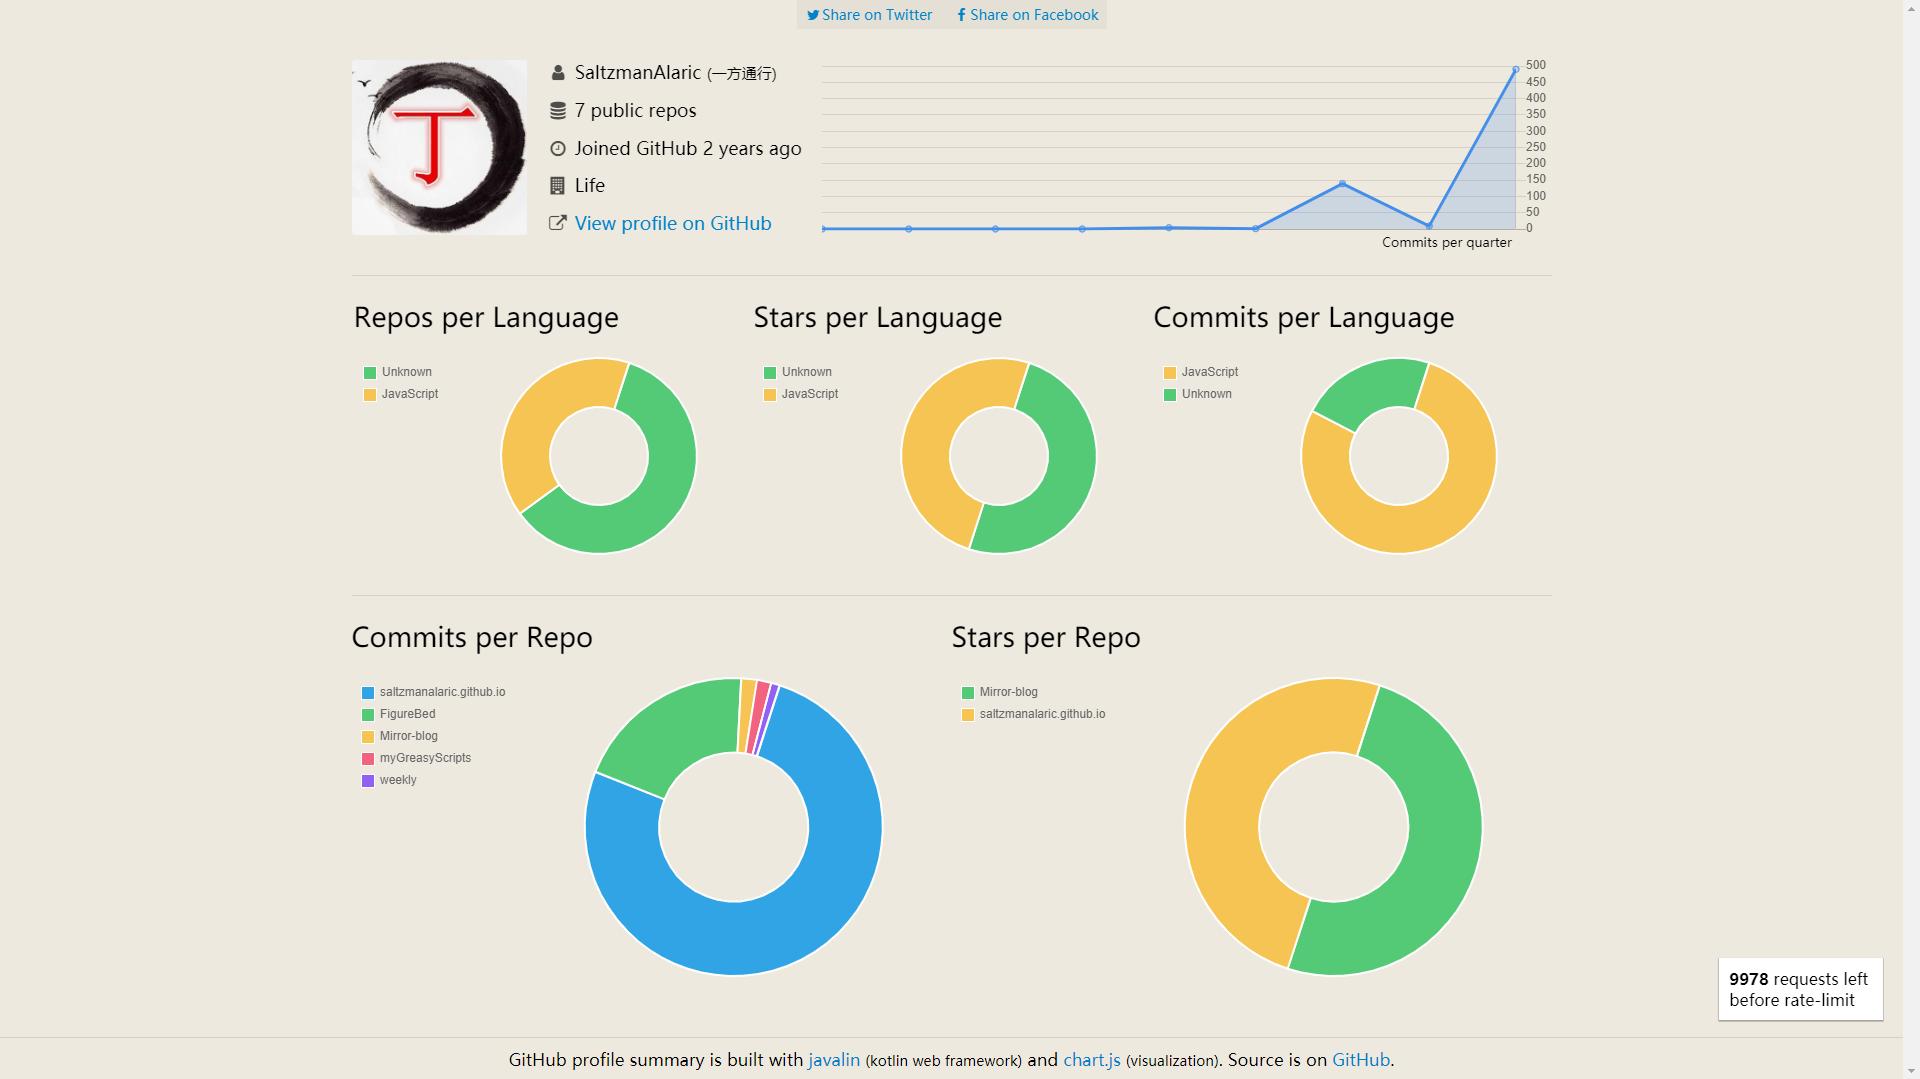 Share on Twitter Share on Facebook
丁
SaltzmanAlaric (一方通行)
7 public repos
Joined GitHub 2 years ago
Life
View profile on GitHub
500
450
400
350
300
250
200
150
100
50
0
Commits per quarter
Repos per Language
Unknown
JavaScript
Stars per Language
Unknown
JavaScript
Commits per Language
JavaScript
Unknown
Commits per Repo
saltzmanalaric.github.io
FigureBed
Mirror-blog
myGreasyScripts
weekly
Stars per Repo
Mirror-blog
saltzmanalaric.github.io
9978 requests left
before rate-limit
GitHub profile summary is built with javalin (kotlin web framework) and chart.js (visualization). Source is on GitHub.